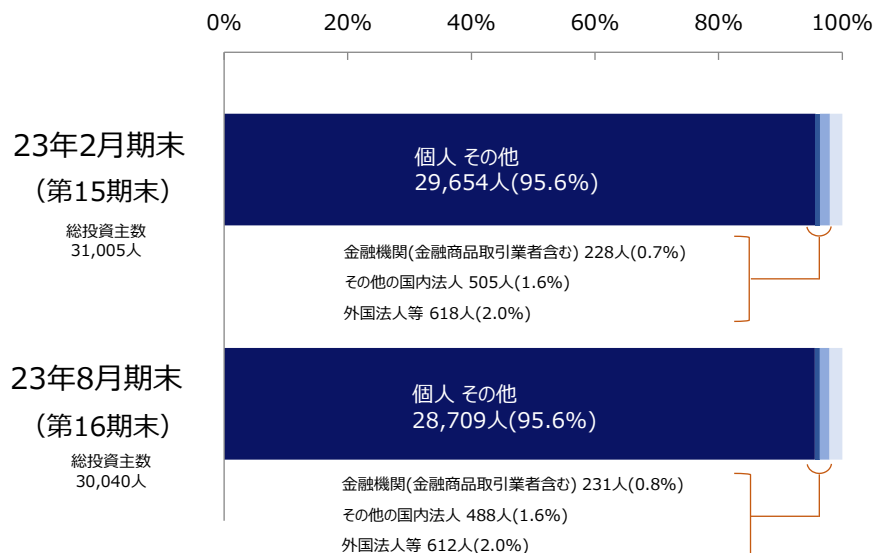 0% 20% 40% 60% 80% 100%
23年2月期末
（第15期末）
総投資主数
31,005人
個人 その他
29,654人(95.6%)
金融機関(金融商品取引業者含む) 228人(0.7%)
その他の国内法人 505人(1.6%)
外国法人等 618人(2.0%)
23年8月期末
（第16期末）
総投資主数
30,040人
個人 その他
28,709人(95.6%)
金融機関(金融商品取引業者含む) 231人(0.8%)
その他の国内法人 488人(1.6%)
外国法人等 612人(2.0%)